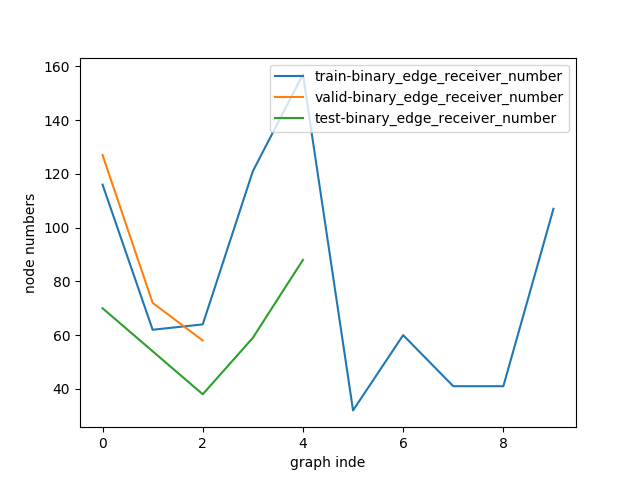 160
140
120
100
80
60
40
node numbers
train-binary_edge_receiver_number
valid-binary_edge_receiver_number
test-binary_edge_receiver_number
0 2 4 6 8
graph inde